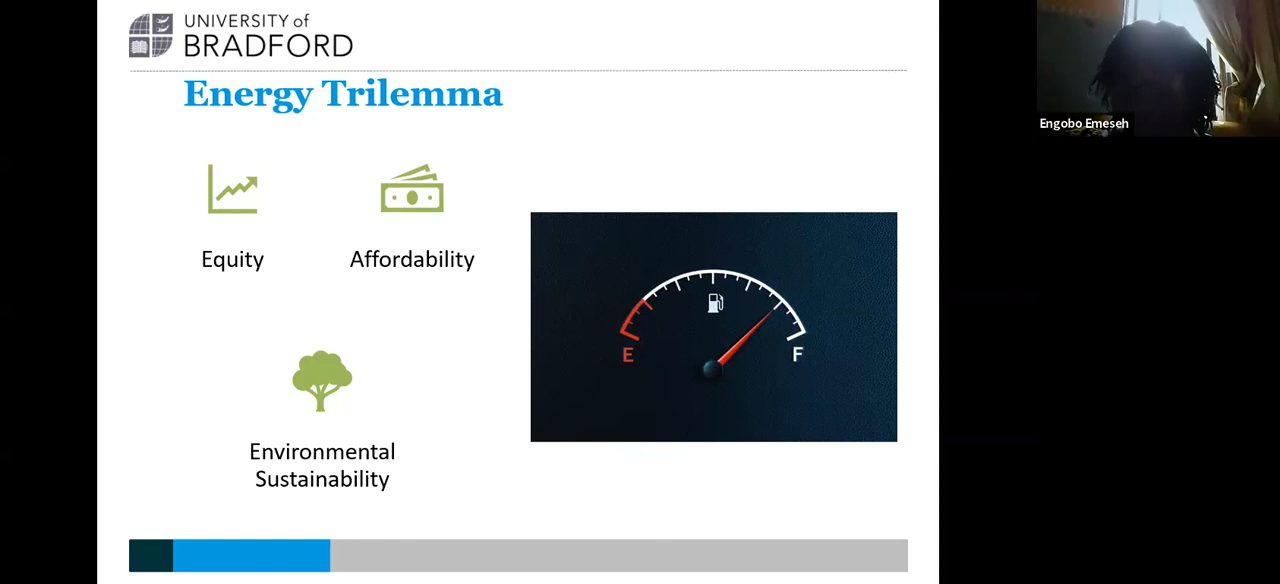 UNIVERSITY of
BRADFORD
Energy Trilemma
Engobo Emeseh
Equity
Affordability
E
F
Environmental
Sustainability